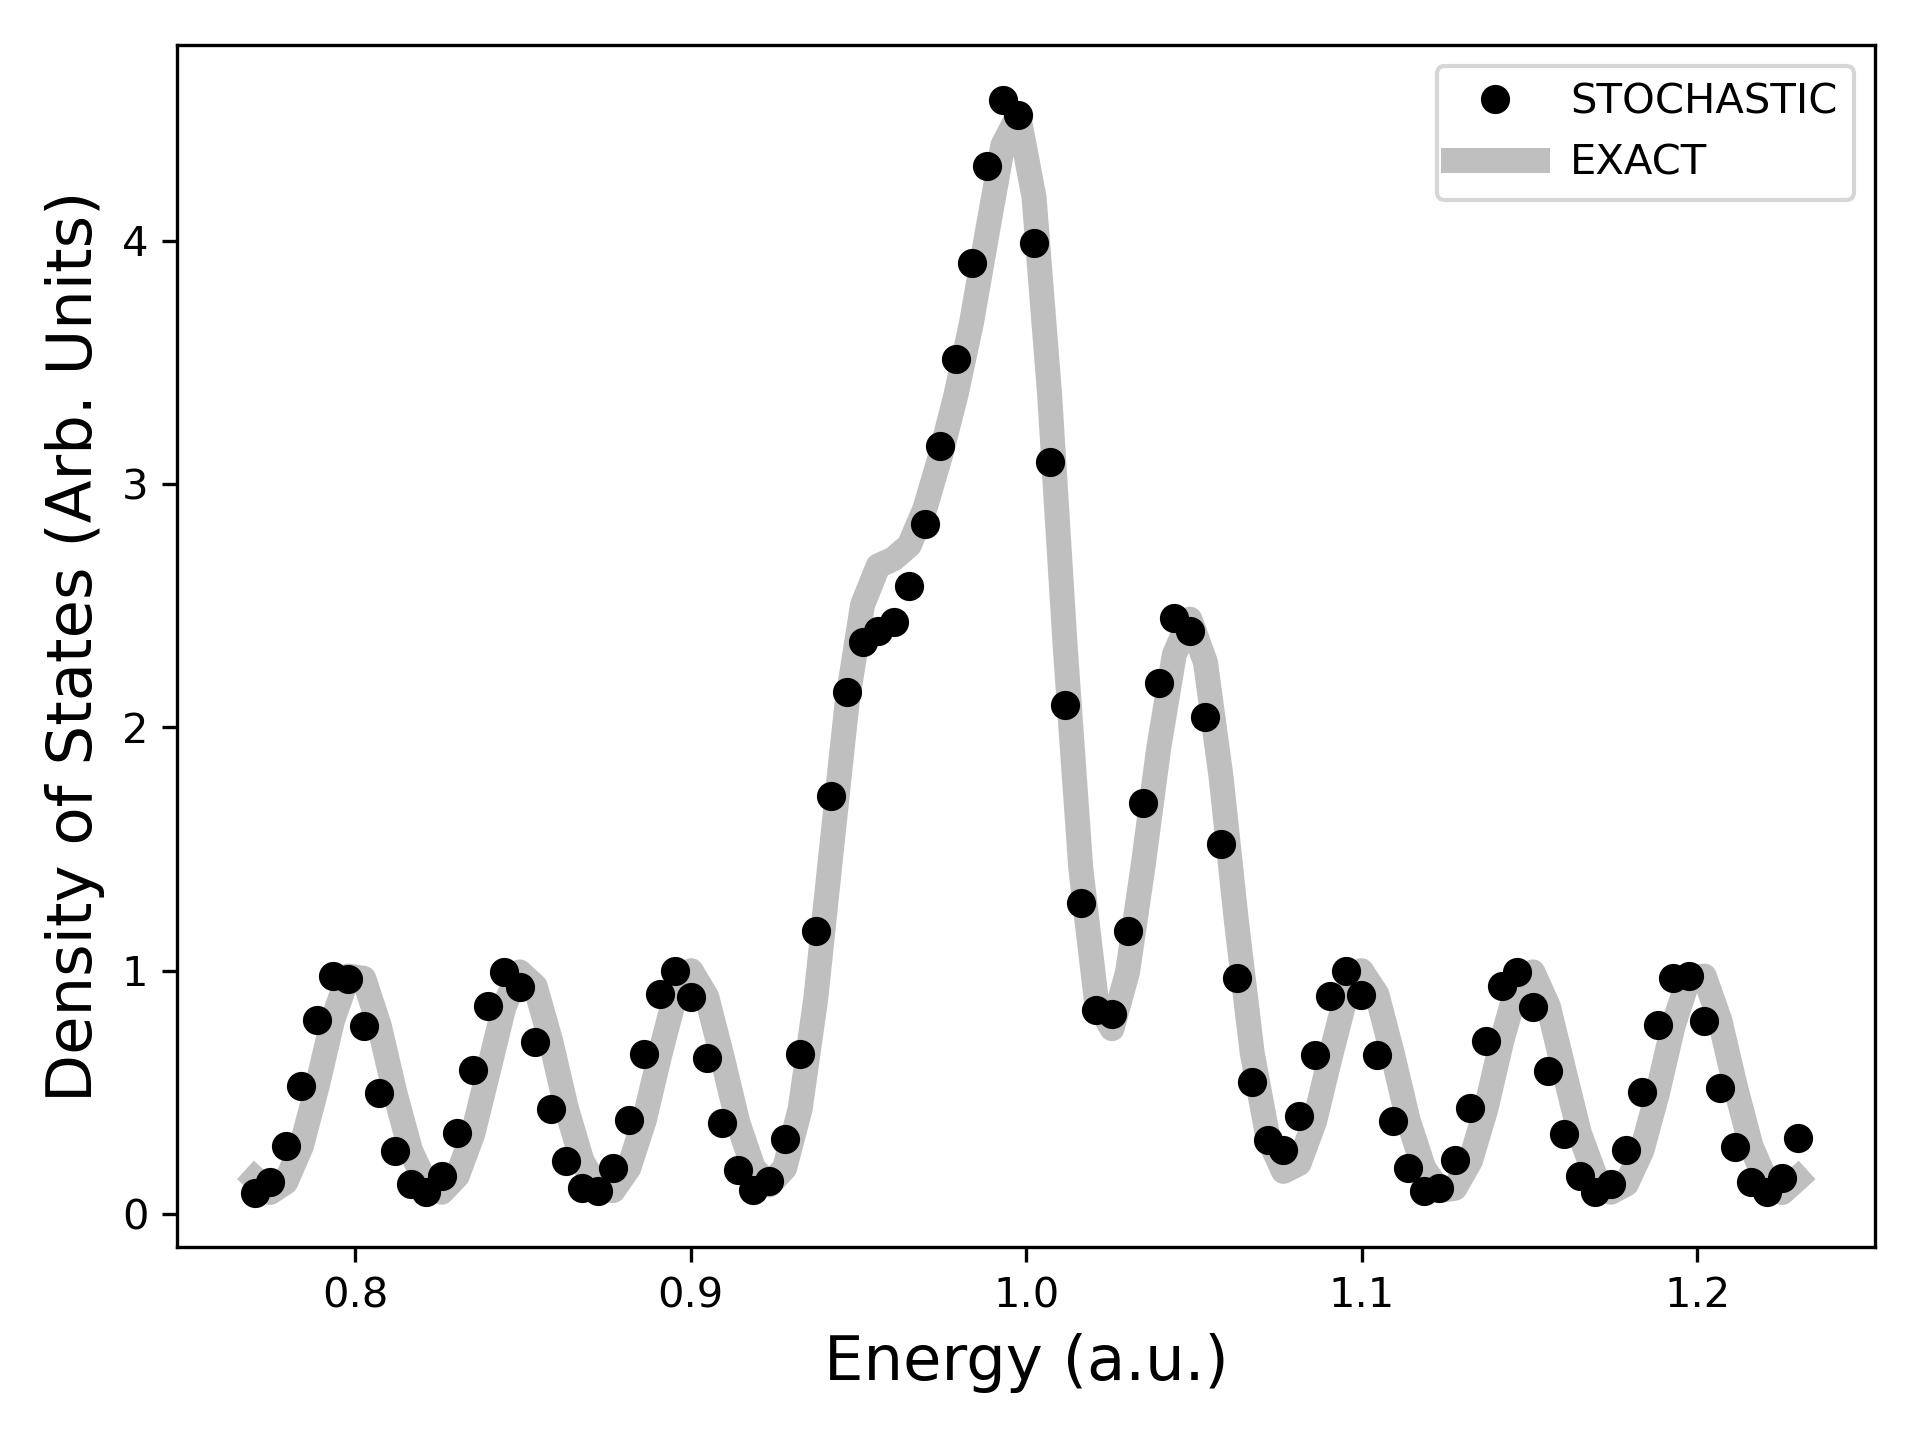 STOCHASTIC
EXACT
Density of States (Arb. Units)
4
3
2
1
0
0.8 0.9 1.0 1.1 1.2
Energy (a.u.)